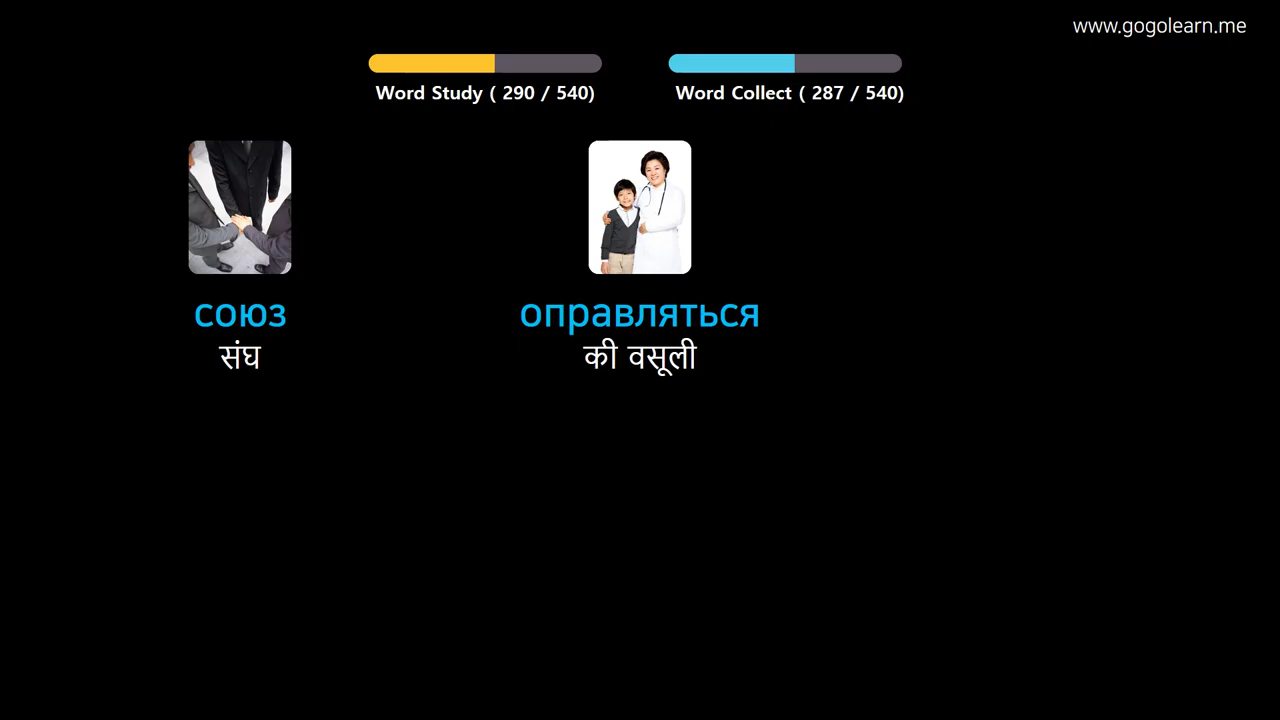 www.gogolearn.me
Word Study ( 290 / 540)
Word Collect ( 287 / 540)
союз
संघ
оправляться
की वसूली